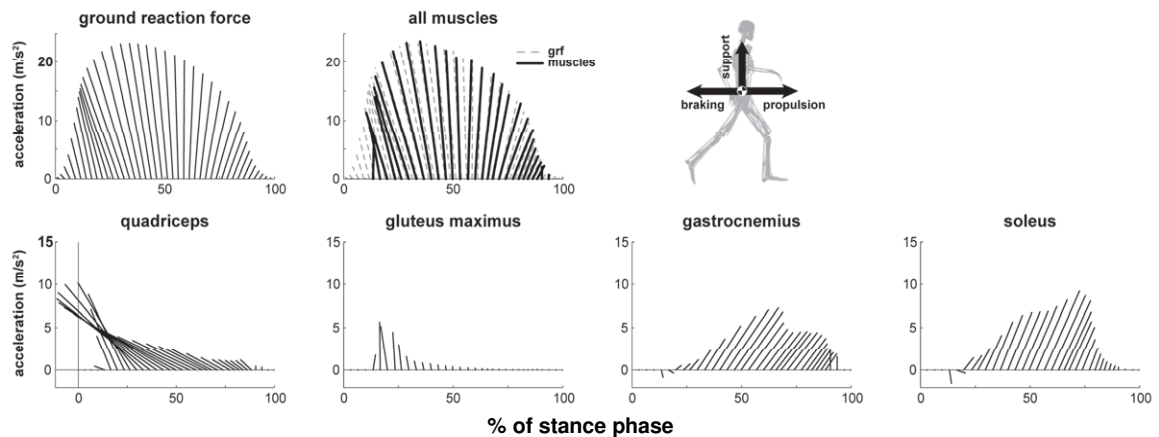 ground reaction force
all muscles
acceleration (m/s²)
20
10
0
0 50 100
20
10
0
0 50 100
grf
muscles
support
braking propulsion
quadriceps
gluteus maximus
gastrocnemius
soleus
acceleration (m/s²)
15
10
5
0
0 50 100
15
10
5
0
0 50 100
15
10
5
0
0 50 100
15
10
5
0
0 50 100
% of stance phase